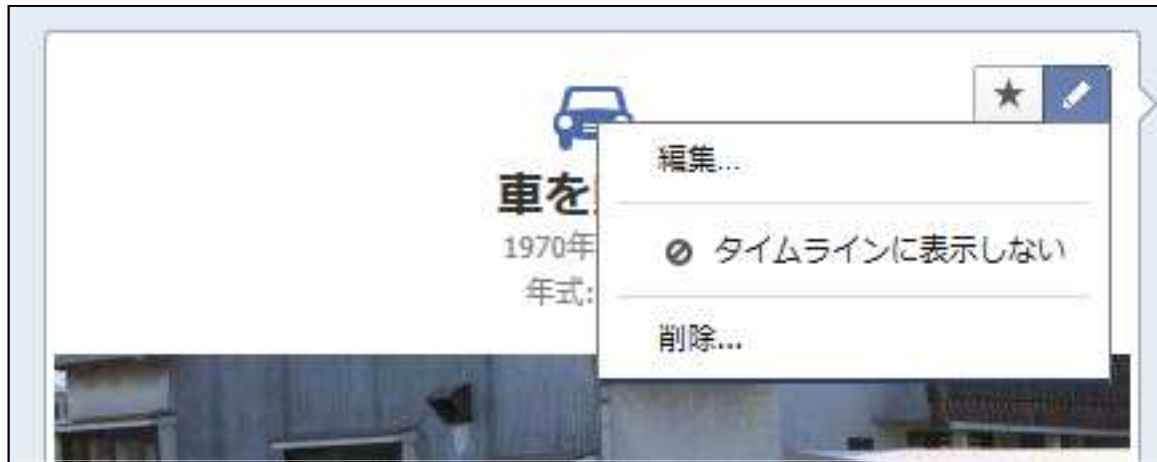 車を
1970年
年式:
編集...
タイムラインに表示しない
削除...